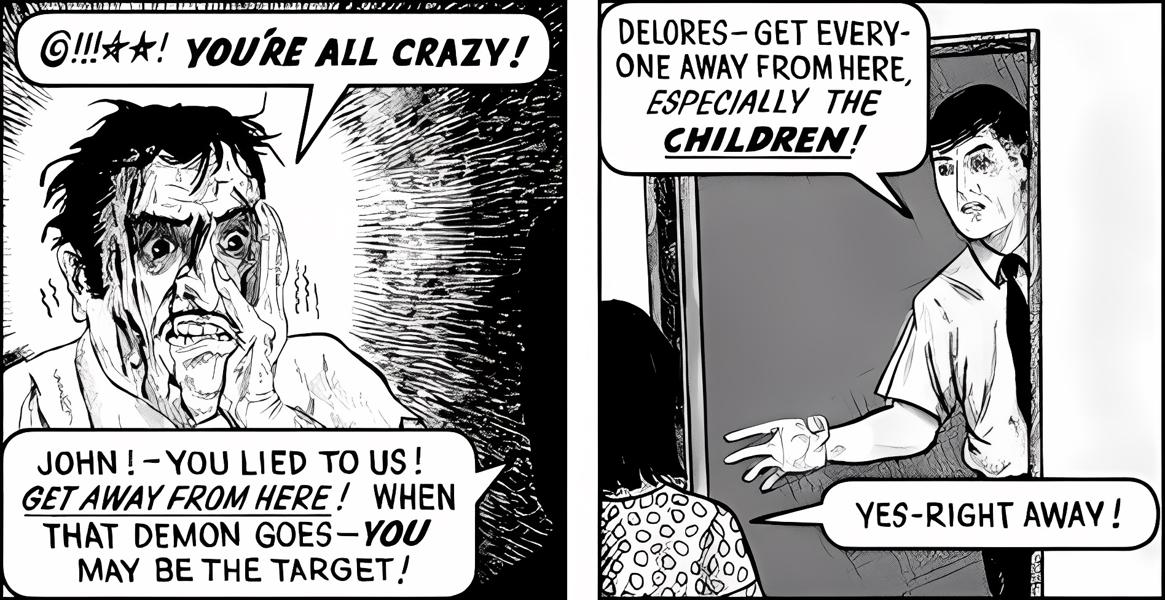 @!!!☆☆! YOU'RE ALL CRAZY!
JOHN!—YOU LIED TO US!
GET AWAY FROM HERE! WHEN
THAT DEMON GOES—YOU
MAY BE THE TARGET!
DELORES—GET EVERY-
ONE AWAY FROM HERE,
ESPECIALLY THE
CHILDREN!
YES-RIGHT AWAY!